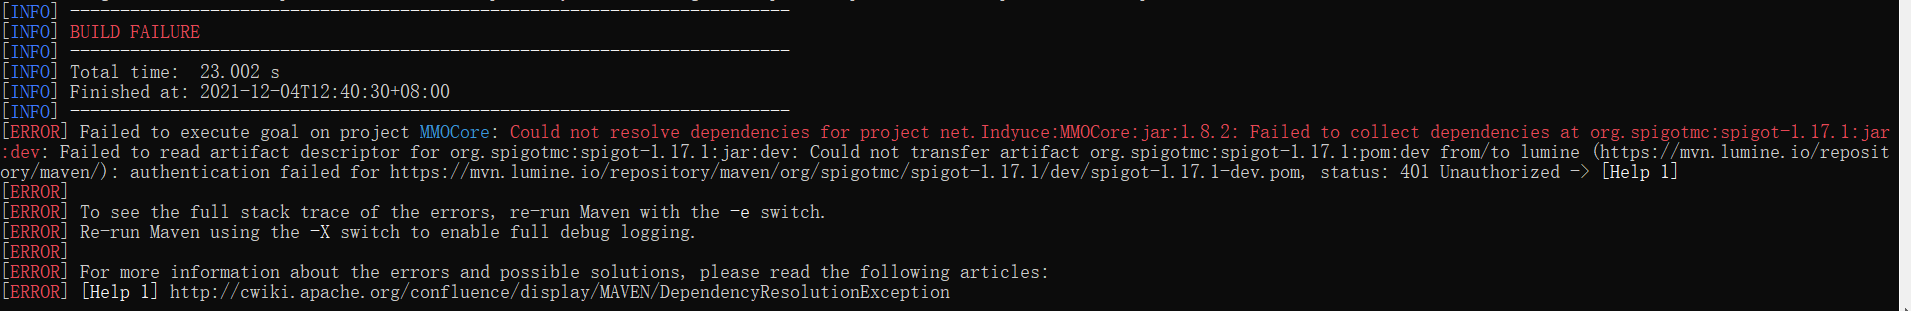 [INFO] ------------------------------------------------------------------------
[INFO] BUILD FAILURE
[INFO] ------------------------------------------------------------------------
[INFO] Total time:  23.002 s
[INFO] Finished at: 2021-12-04T12:40:30+08:00
[INFO] ------------------------------------------------------------------------
[ERROR] Failed to execute goal on project MMOCore: Could not resolve dependencies for project net.Indyuce:MMOCore:jar:1.8.2: Failed to collect dependencies at org.spigotmc:spigot-1.17.1:jar
:dev: Failed to read artifact descriptor for org.spigotmc:spigot-1.17.1:jar:dev: Could not transfer artifact org.spigotmc:spigot-1.17.1:pom:dev from/to lumine (https://mvn.lumine.io/reposit
ory/maven/): authentication failed for https://mvn.lumine.io/repository/maven/org/spigotmc/spigot-1.17.1/dev/spigot-1.17.1-dev.pom, status: 401 Unauthorized -> [Help 1]
[ERROR]
[ERROR] To see the full stack trace of the errors, re-run Maven with the -e switch.
[ERROR] Re-run Maven using the -X switch to enable full debug logging.
[ERROR]
[ERROR] For more information about the errors and possible solutions, please read the following articles:
[ERROR] [Help 1] http://cwiki.apache.org/confluence/display/MAVEN/DependencyResolutionException